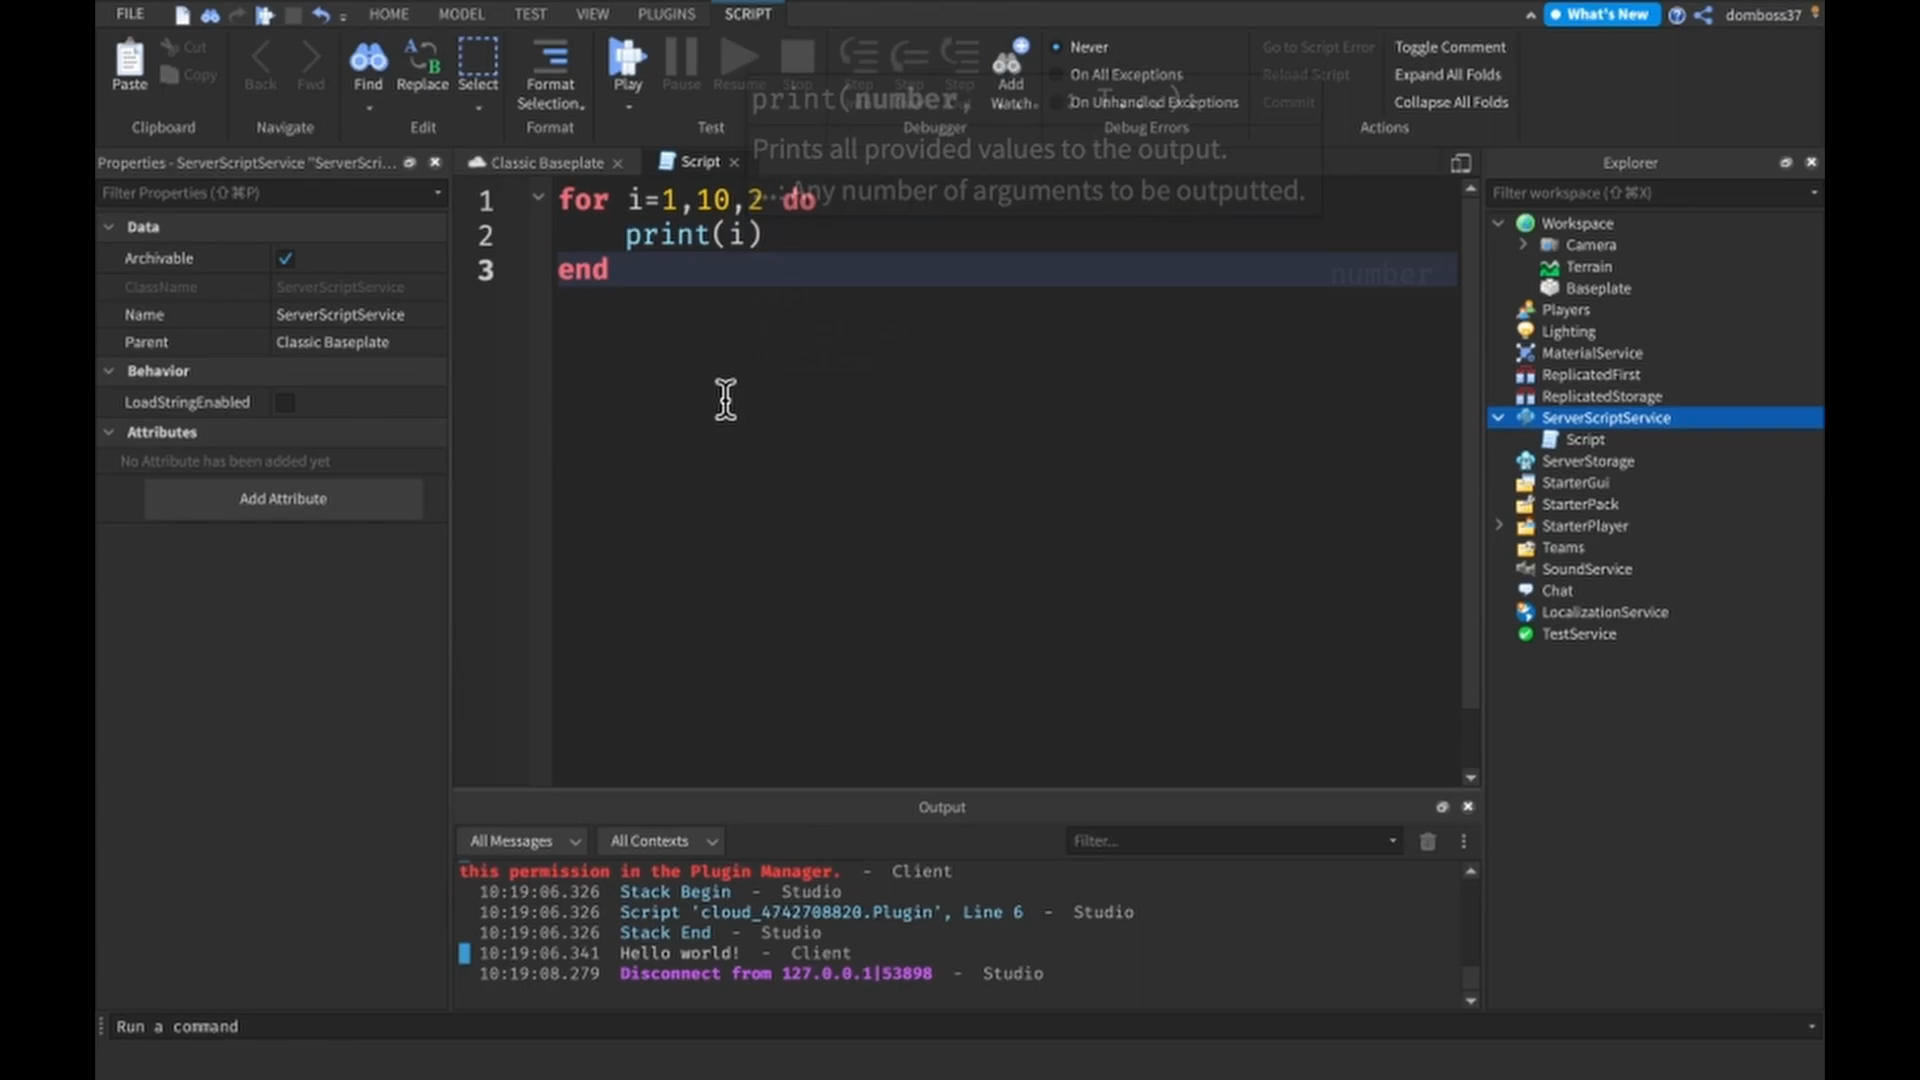 FILE HOME MODEL TEST VIEW PLUGINS SCRIPT What's New domboss37
Paste Cut Copy Back Fwd Find Replace Select Format Selection Play Pause Resume Stop Step Step Step Add Watch
Never
On All Exceptions
On Unhandled Exceptions
Go to Script Error
Reload Script
Commit
Toggle Comment
Expand All Folds
Collapse All Folds
Clipboard Navigate Edit Format Test Debugger Debug Errors Actions
print(number,
Prints all provided values to the output.
Any number of arguments to be outputted.
Properties - ServerScriptService "ServerScri...
Classic Baseplate
Script
Explorer
Filter Properties (⇧⌘P)
Data
Archivable
ClassName ServerScriptService
Name ServerScriptService
Parent Classic Baseplate
Behavior
LoadStringEnabled
Attributes
No Attribute has been added yet
Add Attribute
1 for i=1,10,2 do
2 print(i)
3 end
number
Filter workspace (⇧⌘X)
Workspace
Camera
Terrain
Baseplate
Players
Lighting
MaterialService
ReplicatedFirst
ReplicatedStorage
ServerScriptService
Script
ServerStorage
StarterGui
StarterPack
StarterPlayer
Teams
SoundService
Chat
LocalizationService
TestService
Output
All Messages All Contexts Filter...
this permission in the Plugin Manager. - Client
10:19:06.326 Stack Begin - Studio
10:19:06.326 Script 'cloud_4742708820.Plugin', Line 6 - Studio
10:19:06.326 Stack End - Studio
10:19:06.341 Hello world! - Client
10:19:08.279 Disconnect from 127.0.0.1|53898 - Studio
Run a command